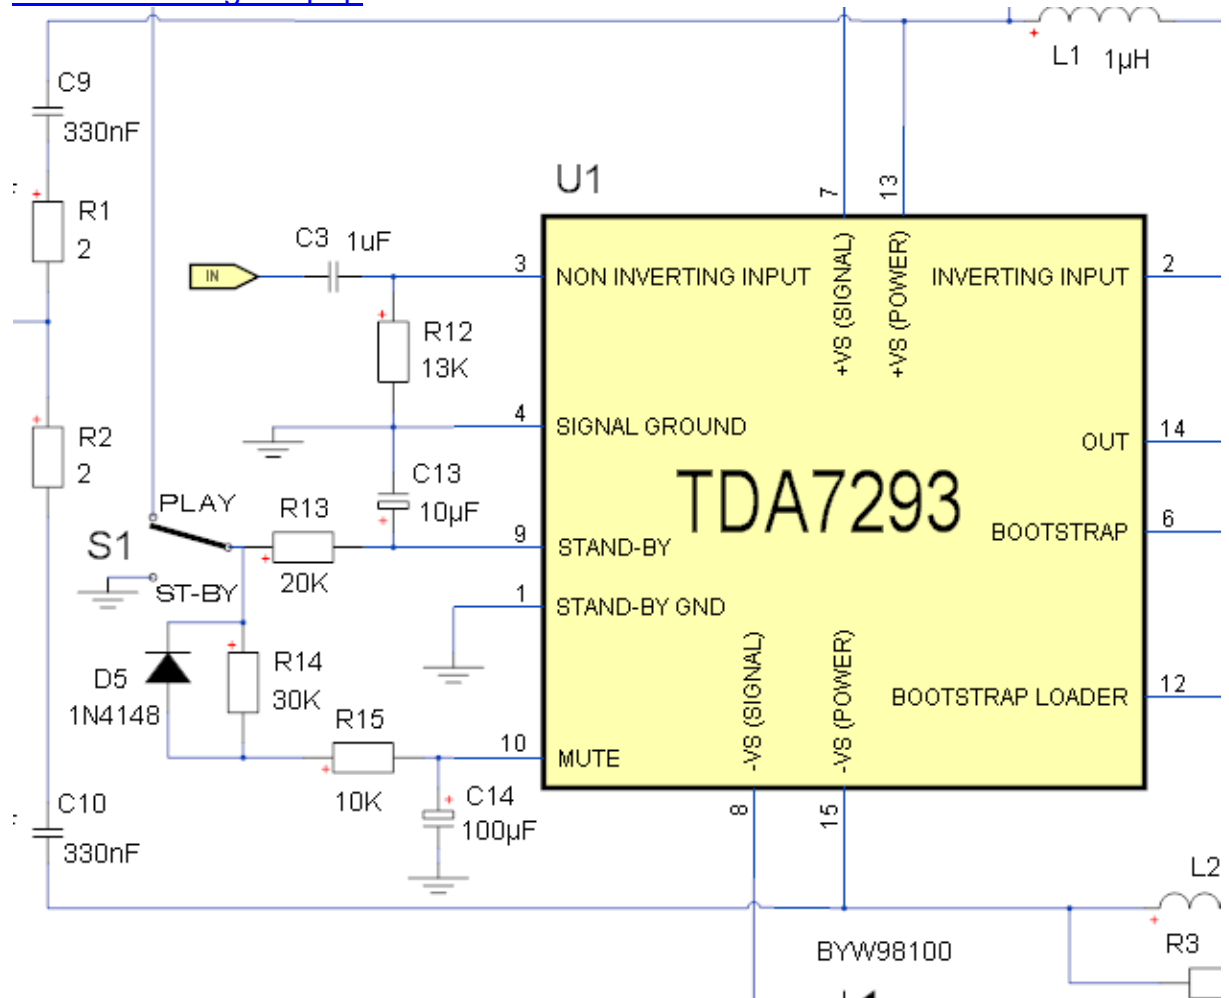 L1 1µH
C9
330nF
U1
7
13
R1
2
C3 1uF
IN
3
NON INVERTING INPUT
+VS (SIGNAL)
+VS (POWER)
INVERTING INPUT
2
R12
13K
4
SIGNAL GROUND
OUT
14
R2
2
C13
10µF
TDA7293
PLAY
S1
R13
20K
9
STAND-BY
BOOTSTRAP
6
ST-BY
1
STAND-BY GND
-VS (SIGNAL)
-VS (POWER)
D5
1N4148
R14
30K
BOOTSTRAP LOADER
12
R15
10K
10
MUTE
C14
100µF
8
15
C10
330nF
L2
R3
BYW98100